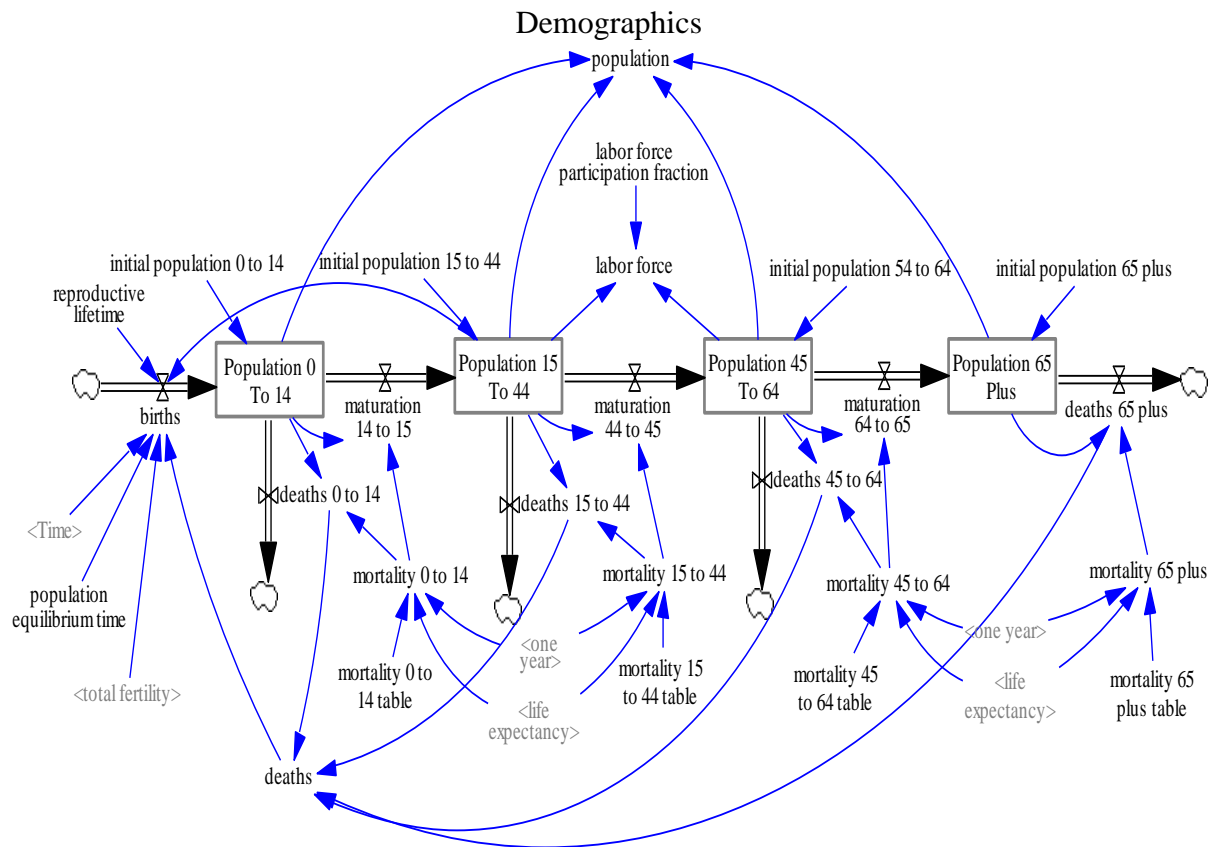 Demographics
population
labor force
participation fraction
initial population 0 to 14
initial population 15 to 44
labor force
initial population 54 to 64
initial population 65 plus
reproductive
lifetime
Population 0
To 14
Population 15
To 44
Population 45
To 64
Population 65
Plus
births
maturation
14 to 15
maturation
44 to 45
maturation
64 to 65
deaths 65 plus
deaths 0 to 14
deaths 15 to 44
deaths 45 to 64
<Time>
population
equilibrium time
<total fertility>
mortality 0 to 14
mortality 15 to 44
mortality 45 to 64
mortality 65 plus
<one
year>
<one year>
mortality 0 to
14 table
mortality 15
to 44 table
mortality 45
to 64 table
mortality 65
plus table
<life
expectancy>
<life
expectancy>
deaths